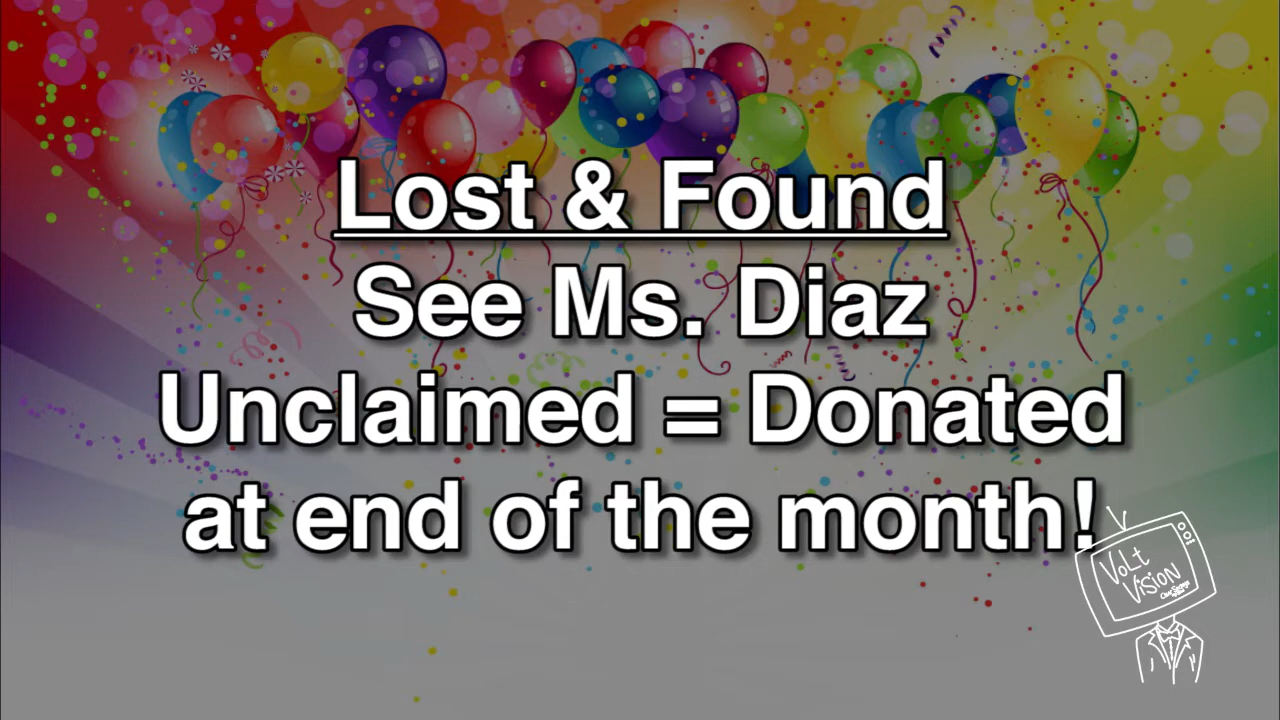 Lost & Found
See Ms. Diaz
Unclaimed = Donated
at end of the month!
VoLt
VisioN